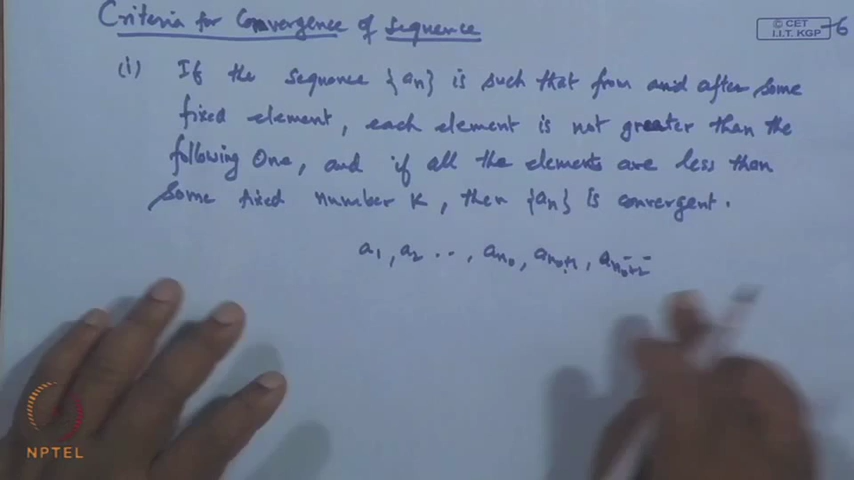 Criteria for Convergence of Sequence
© CET
I.I.T. KGP
-6
(i) If the sequence {an} is such that from and after some
fixed element, each element is not greater than the
following One, and if all the elements are less than
Some fixed number K, then {an} is convergent.
a1, a2 ..., an0, an0+1, an0+2 --
NPTEL